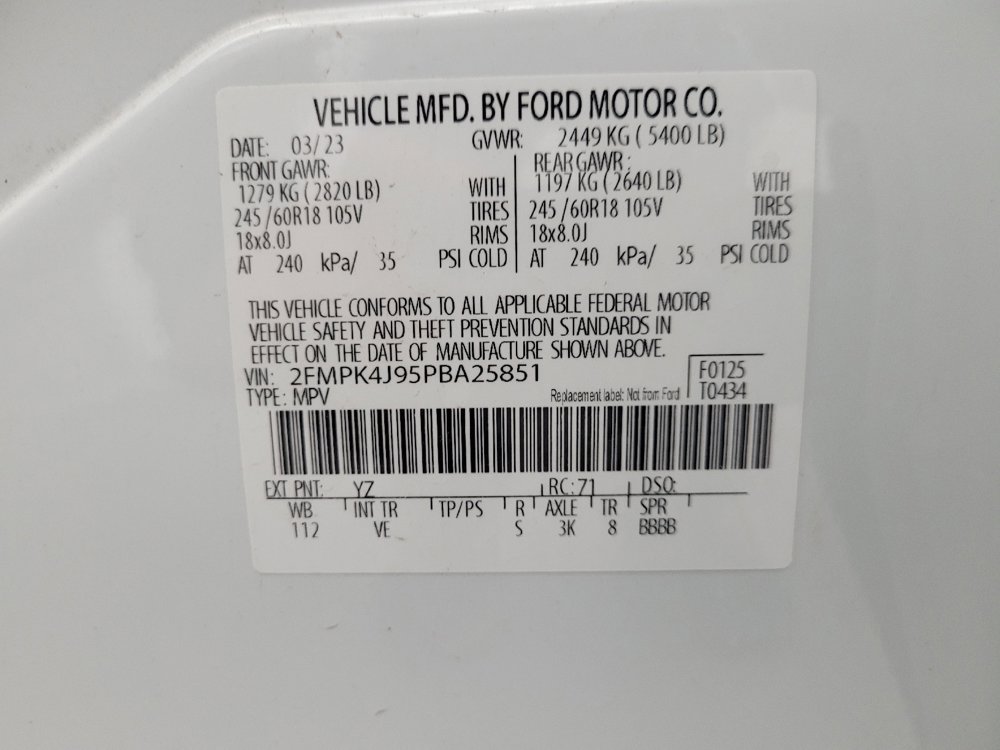 VEHICLE MFD. BY FORD MOTOR CO.
DATE: 03/23 GVWR: 2449 KG ( 5400 LB)
FRONT GAWR: REAR GAWR:
1279 KG ( 2820 LB) WITH 1197 KG ( 2640 LB) WITH
245 /60R18 105V TIRES 245 /60R18 105V TIRES
18x8.0J RIMS 18x8.0J RIMS
AT 240 kPa/ 35 PSI COLD AT 240 kPa/ 35 PSI COLD
THIS VEHICLE CONFORMS TO ALL APPLICABLE FEDERAL MOTOR
VEHICLE SAFETY AND THEFT PREVENTION STANDARDS IN
EFFECT ON THE DATE OF MANUFACTURE SHOWN ABOVE.
VIN: 2FMPK4J95PBA25851 F0125
TYPE: MPV Replacement label: Not from Ford T0434
EXT PNT: YZ RC: 71 DSO:
WB INT TR TP/PS R AXLE TR SPR
112 VE S 3K 8 BBBB